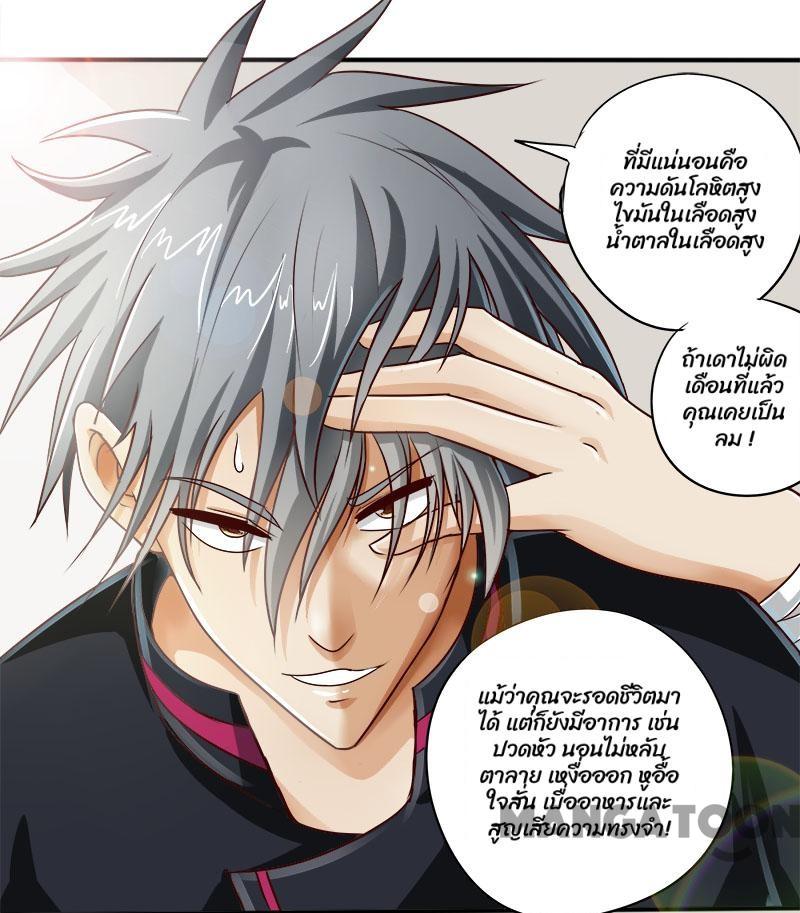 ที่มีแน่นอนคือ
ความดันโลหิตสูง
ไขมันในเลือดสูง
น้ำตาลในเลือดสูง
ถ้าเดาไม่ผิด
เดือนที่แล้ว
คุณเคยเป็น
ลม !
แม้ว่าคุณจะรอดชีวิตมา
ได้ แต่ก็ยังมีอาการ เช่น
ปวดหัว นอนไม่หลับ
ตาลาย เหงื่อออก หูอื้อ
ใจสั่น เบื่ออาหารและ
สูญเสียความทรงจำ!
MANGATOON